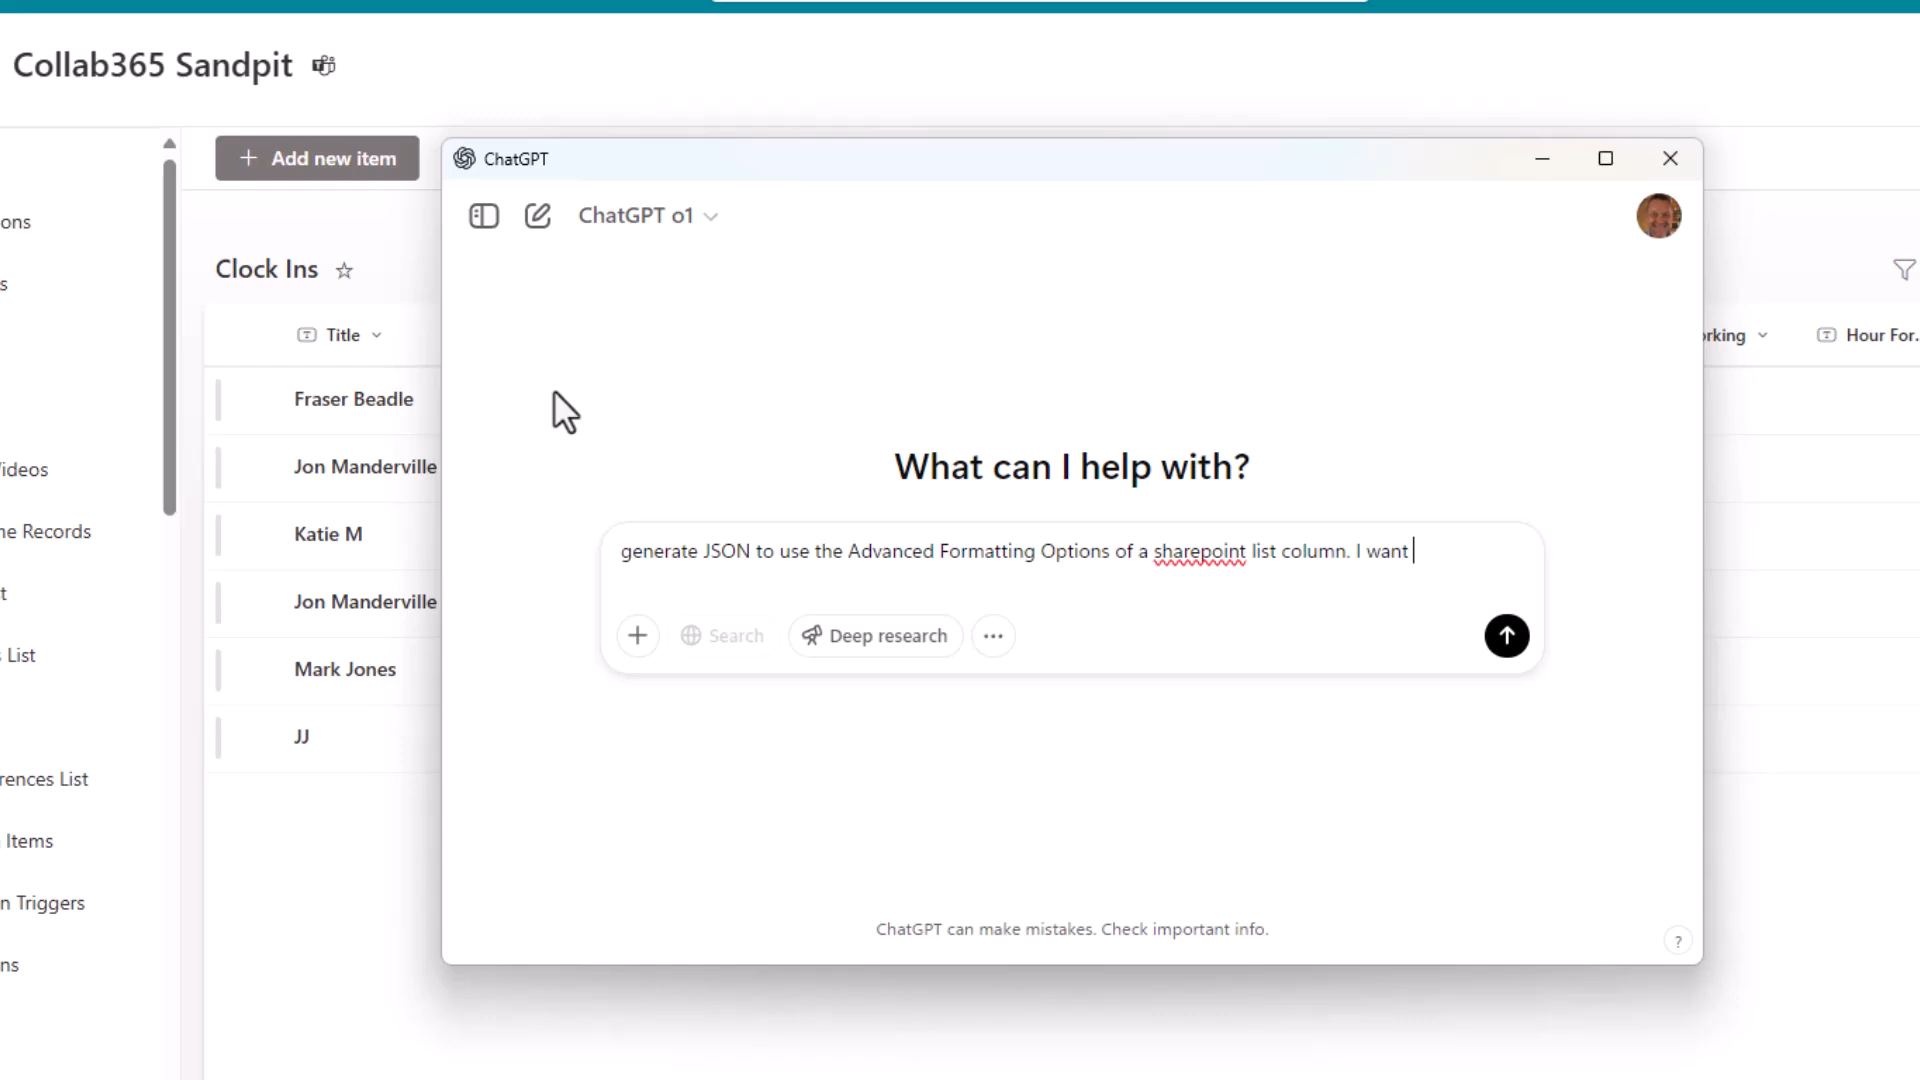 Collab365 Sandpit
+ Add new item
ChatGPT
ChatGPT o1
ons
Clock Ins
s
Title
rking
Hour For..
Fraser Beadle
Jon Manderville
What can I help with?
ideos
Katie M
ne Records
generate JSON to use the Advanced Formatting Options of a sharepoint list column. I want
t
Jon Manderville
Search
Deep research
s List
Mark Jones
JJ
rences List
Items
n Triggers
ChatGPT can make mistakes. Check important info.
?
ns